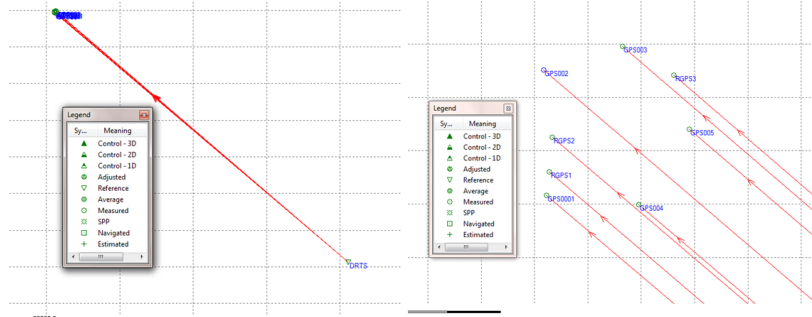 Legend
Sy... Meaning
Control - 3D
Control - 2D
Control - 1D
Adjusted
Reference
Average
Measured
SPP
Navigated
Estimated
DRTS
GPS003
GPS002
RGPS3
GPS005
RGPS2
RGPS1
GPS0001
GPS004
Legend
Sy... Meaning
Control - 3D
Control - 2D
Control - 1D
Adjusted
Reference
Average
Measured
SPP
Navigated
Estimated